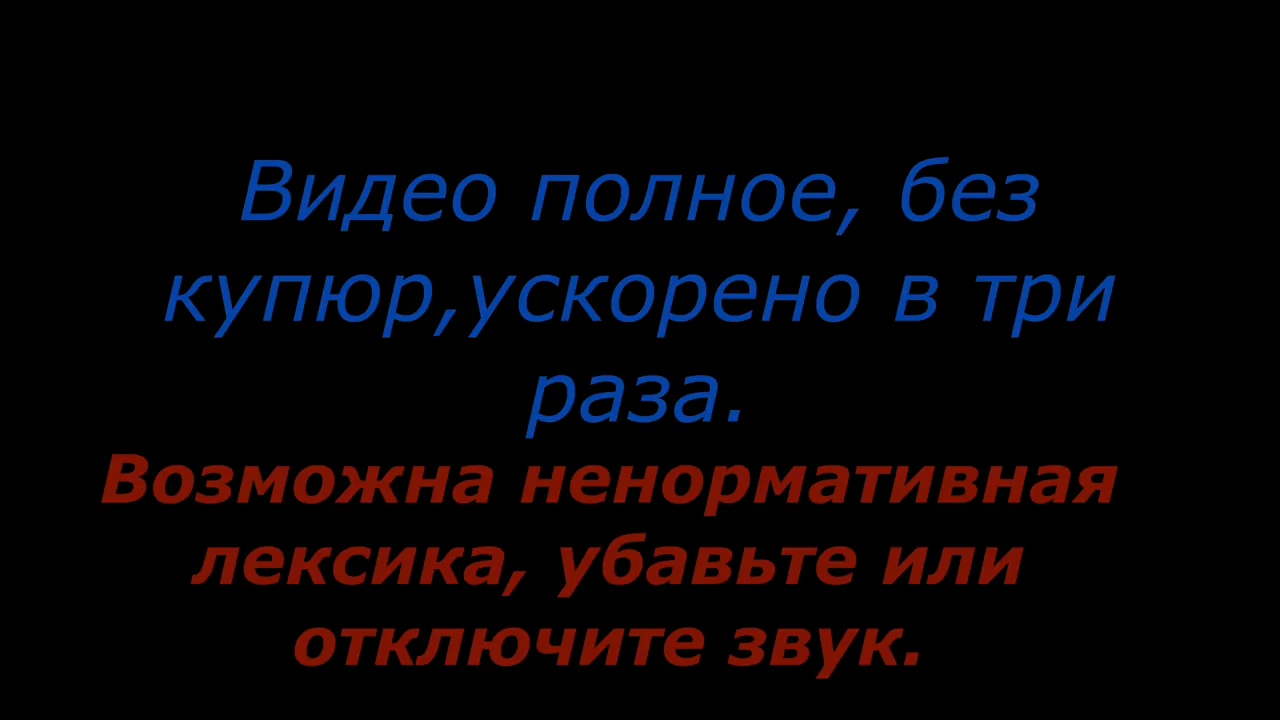 Видео полное, без
купюр,ускорено в три
раза.
Возможна ненормативная
лексика, убавьте или
отключите звук.